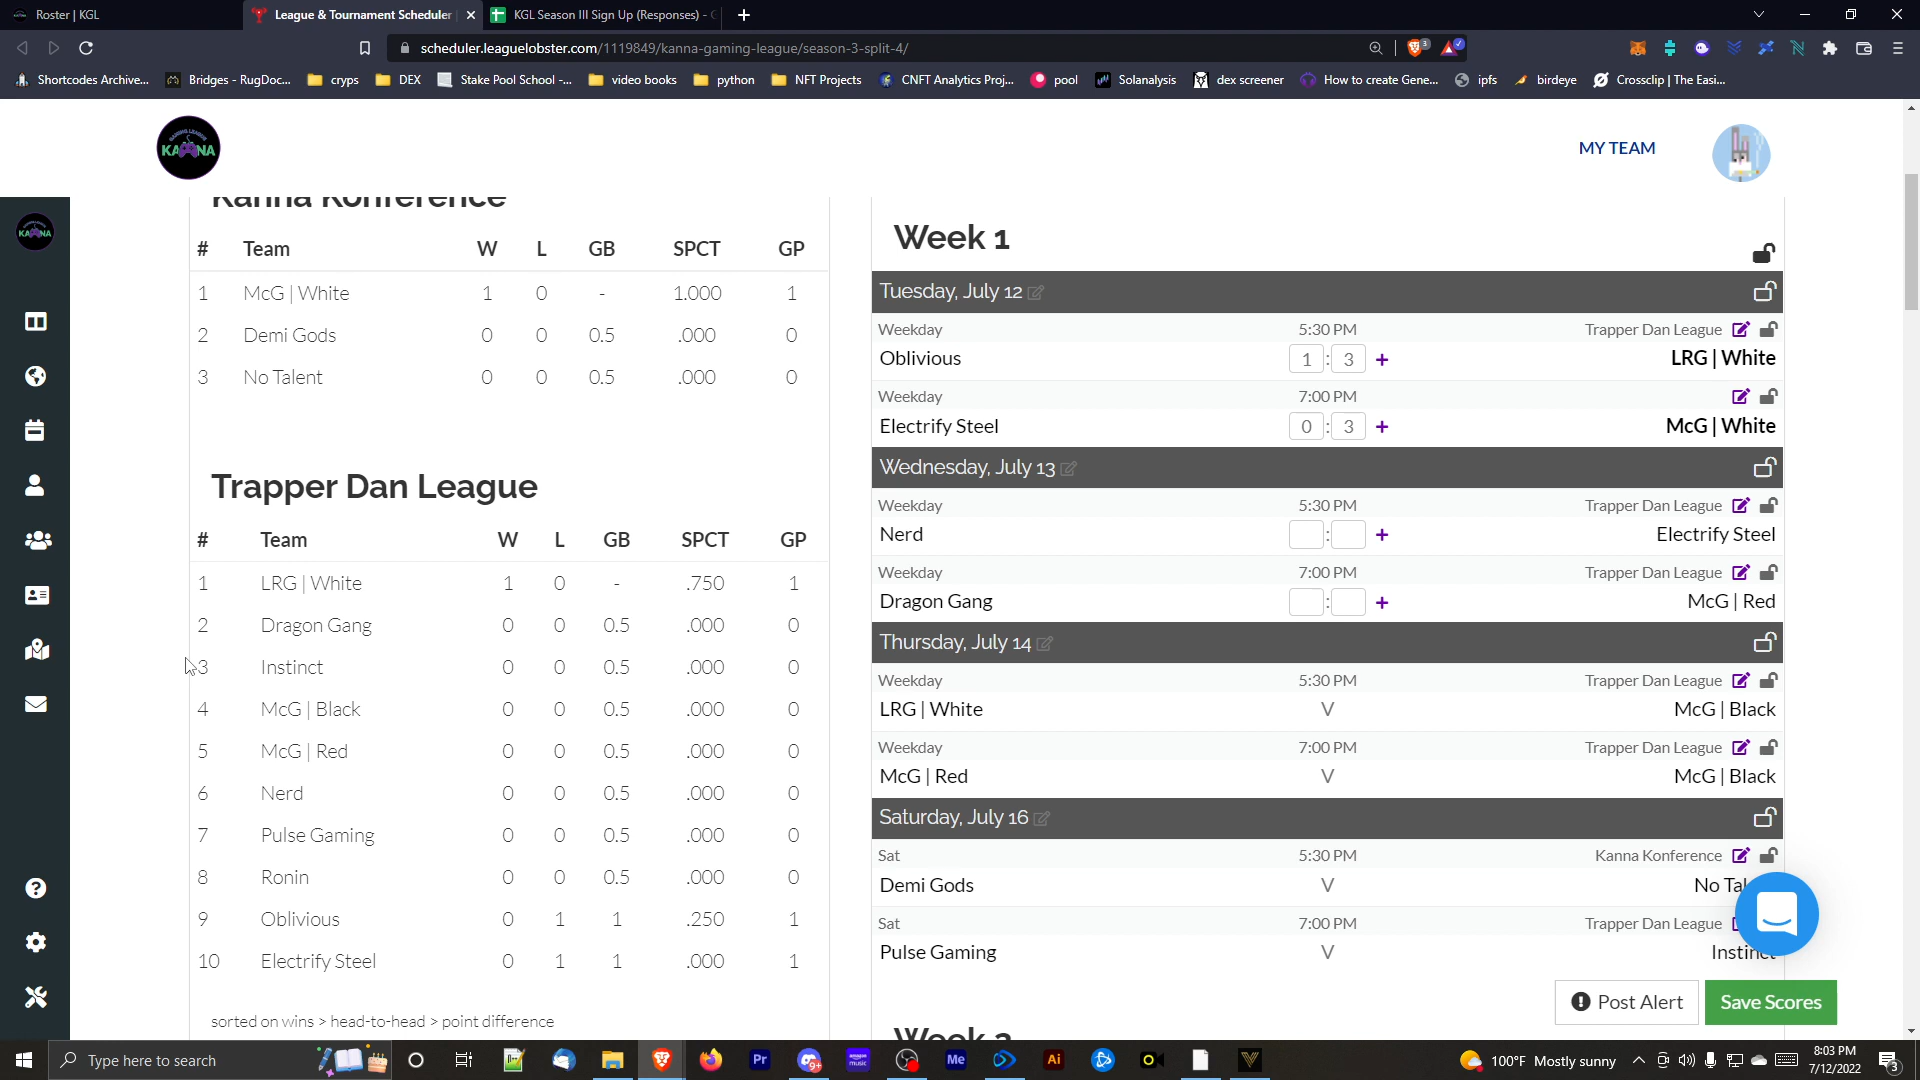 Roster | KGL
League & Tournament Scheduler
KGL Season III Sign Up (Responses) -
scheduler.leaguelobster.com/1119849/kanna-gaming-league/season-3-split-4/
Shortcodes Archive... Bridges - RugDoc... cryps DEX Stake Pool School -... video books python NFT Projects CNFT Analytics Proj... pool Solanalysis dex screener How to create Gene... ipfs birdeye Crossclip | The Easi...
MY TEAM
Kanna Konference
# Team W L GB SPCT GP
1 McG | White 1 0 - 1.000 1
2 Demi Gods 0 0 0.5 .000 0
3 No Talent 0 0 0.5 .000 0
Trapper Dan League
# Team W L GB SPCT GP
1 LRG | White 1 0 - .750 1
2 Dragon Gang 0 0 0.5 .000 0
3 Instinct 0 0 0.5 .000 0
4 McG | Black 0 0 0.5 .000 0
5 McG | Red 0 0 0.5 .000 0
6 Nerd 0 0 0.5 .000 0
7 Pulse Gaming 0 0 0.5 .000 0
8 Ronin 0 0 0.5 .000 0
9 Oblivious 0 1 1 .250 1
10 Electrify Steel 0 1 1 .000 1
sorted on wins > head-to-head > point difference
Week 1
Tuesday, July 12
Weekday 5:30 PM Trapper Dan League
Oblivious 1 : 3 + LRG | White
Weekday 7:00 PM
Electrify Steel 0 : 3 + McG | White
Wednesday, July 13
Weekday 5:30 PM Trapper Dan League
Nerd : + Electrify Steel
Weekday 7:00 PM Trapper Dan League
Dragon Gang : + McG | Red
Thursday, July 14
Weekday 5:30 PM Trapper Dan League
LRG | White V McG | Black
Weekday 7:00 PM Trapper Dan League
McG | Red V McG | Black
Saturday, July 16
Sat 5:30 PM Kanna Konference
Demi Gods V No Tal
Sat 7:00 PM Trapper Dan League
Pulse Gaming V Instinct
Post Alert
Save Scores
Week 2
Type here to search
100°F Mostly sunny
8:03 PM
7/12/2022